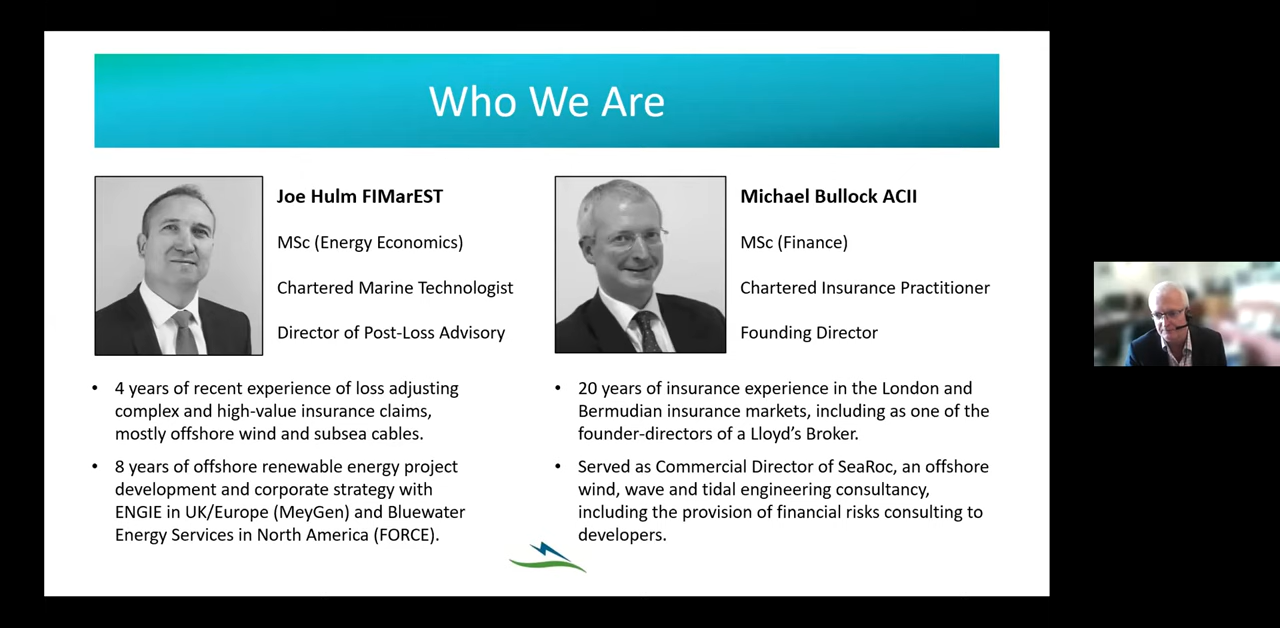 Who We Are
Joe Hulm FIMarEST
MSc (Energy Economics)
Chartered Marine Technologist
Director of Post-Loss Advisory
• 4 years of recent experience of loss adjusting
complex and high-value insurance claims,
mostly offshore wind and subsea cables.
• 8 years of offshore renewable energy project
development and corporate strategy with
ENGIE in UK/Europe (MeyGen) and Bluewater
Energy Services in North America (FORCE).
Michael Bullock ACII
MSc (Finance)
Chartered Insurance Practitioner
Founding Director
• 20 years of insurance experience in the London and
Bermudian insurance markets, including as one of the
founder-directors of a Lloyd's Broker.
• Served as Commercial Director of SeaRoc, an offshore
wind, wave and tidal engineering consultancy,
including the provision of financial risks consulting to
developers.